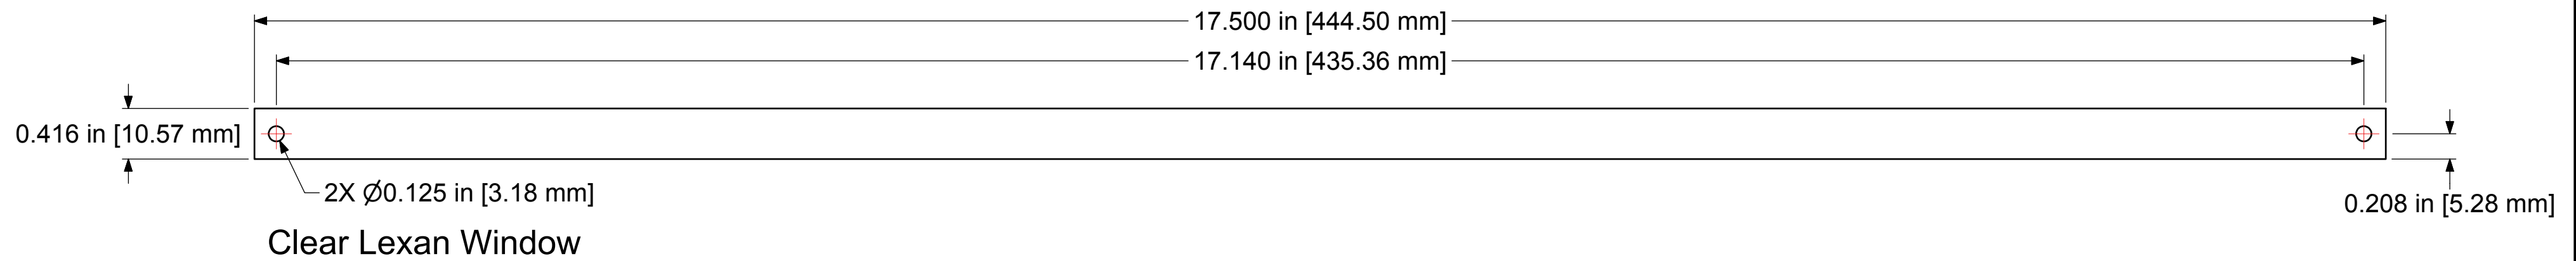 17.500 in [444.50 mm]
17.140 in [435.36 mm]
0.416 in [10.57 mm]
2X Ø0.125 in [3.18 mm]
0.208 in [5.28 mm]
Clear Lexan Window